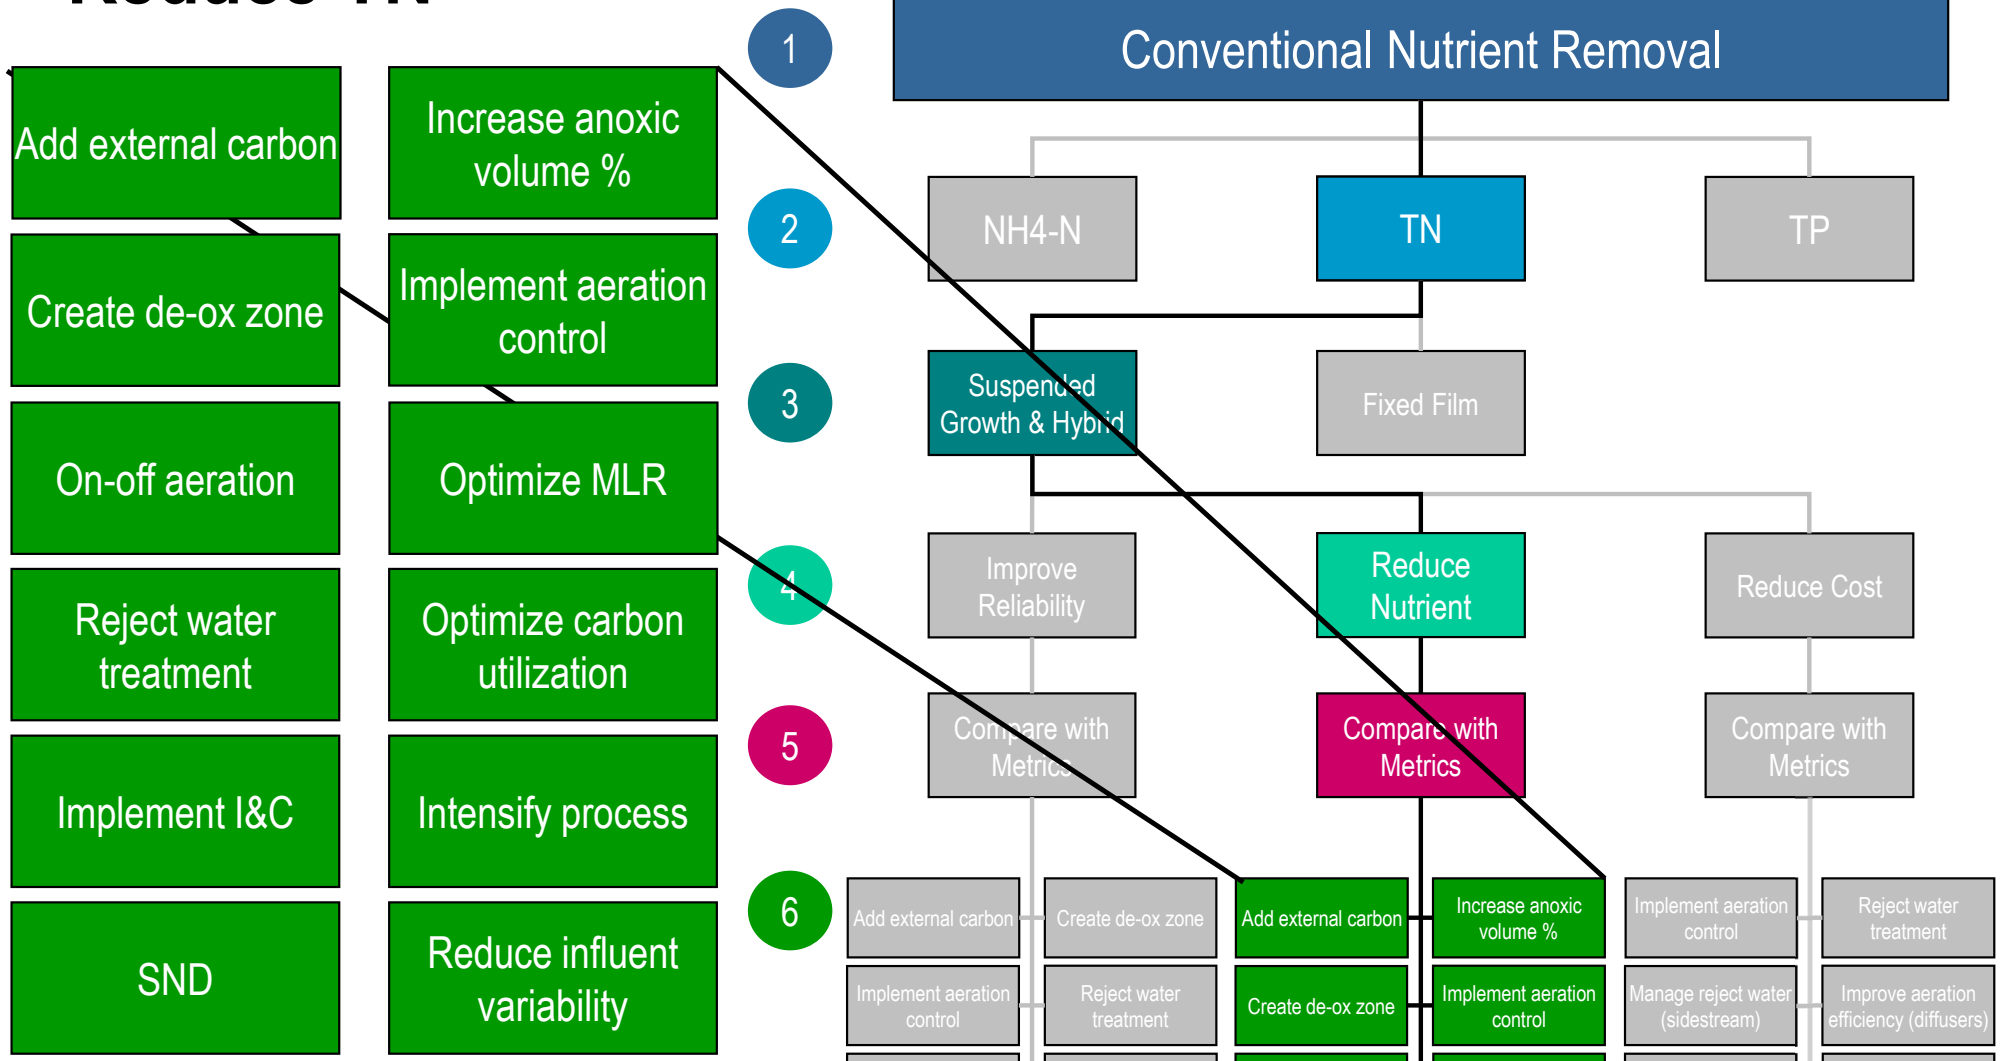 Reduce TN
Add external carbon
Increase anoxic
volume %
Create de-ox zone
Implement aeration
control
On-off aeration
Optimize MLR
Reject water
treatment
Optimize carbon
utilization
Implement I&C
Intensify process
SND
Reduce influent
variability
1
Conventional Nutrient Removal
2
NH4-N
TN
TP
3
Suspended
Growth & Hybrid
Fixed Film
4
Improve
Reliability
Reduce
Nutrient
Reduce Cost
5
Compare with
Metrics
Compare with
Metrics
Compare with
Metrics
6
Add external carbon
Create de-ox zone
Add external carbon
Increase anoxic
volume %
Implement aeration
control
Reject water
treatment
Implement aeration
control
Reject water
treatment
Create de-ox zone
Implement aeration
control
Manage reject water
(sidestream)
Improve aeration
efficiency (diffusers)